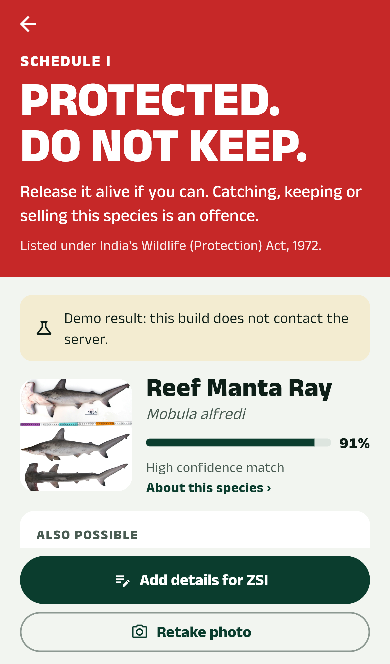 SCHEDULE I
PROTECTED.
DO NOT KEEP.
Release it alive if you can. Catching, keeping or
selling this species is an offence.
Listed under India's Wildlife (Protection) Act, 1972.
Demo result: this build does not contact the
server.
Reef Manta Ray
Mobula alfredi
91%
High confidence match
About this species ›
ALSO POSSIBLE
Add details for ZSI
Retake photo